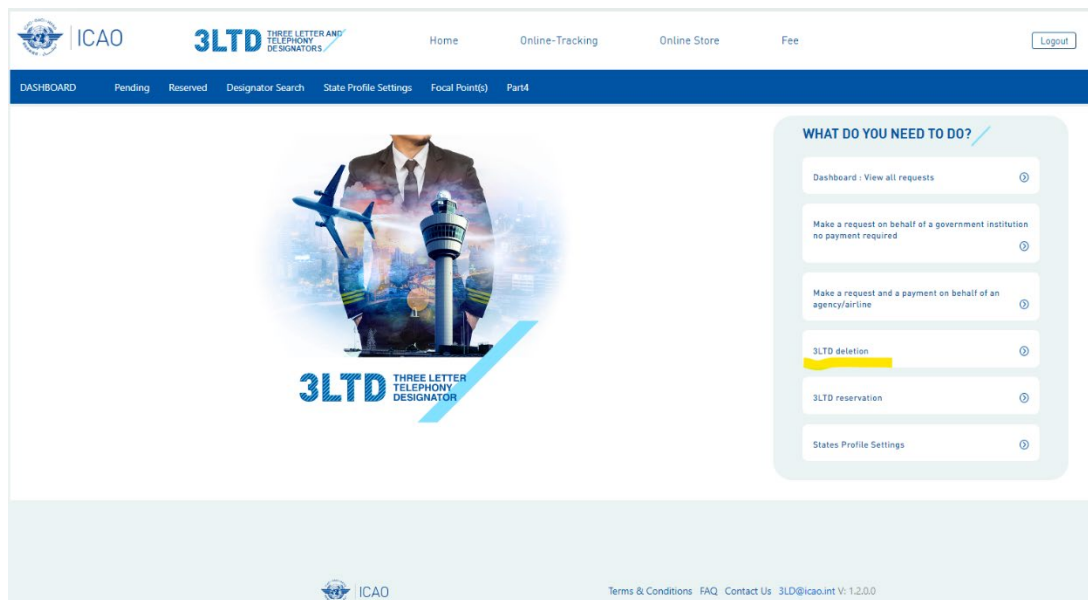 ICAO
3LTD THREE LETTER AND
TELEPHONY
DESIGNATORS
Home Online-Tracking Online Store Fee Logout
DASHBOARD Pending Reserved Designator Search State Profile Settings Focal Point(s) Part4
WHAT DO YOU NEED TO DO?
Dashboard : View all requests
Make a request on behalf of a government institution
no payment required
Make a request and a payment on behalf of an
agency/airline
3LTD deletion
3LTD reservation
States Profile Settings
3LTD THREE LETTER
TELEPHONY
DESIGNATOR
ICAO
Terms & Conditions FAQ Contact Us 3LD@icao.int V: 1.2.0.0